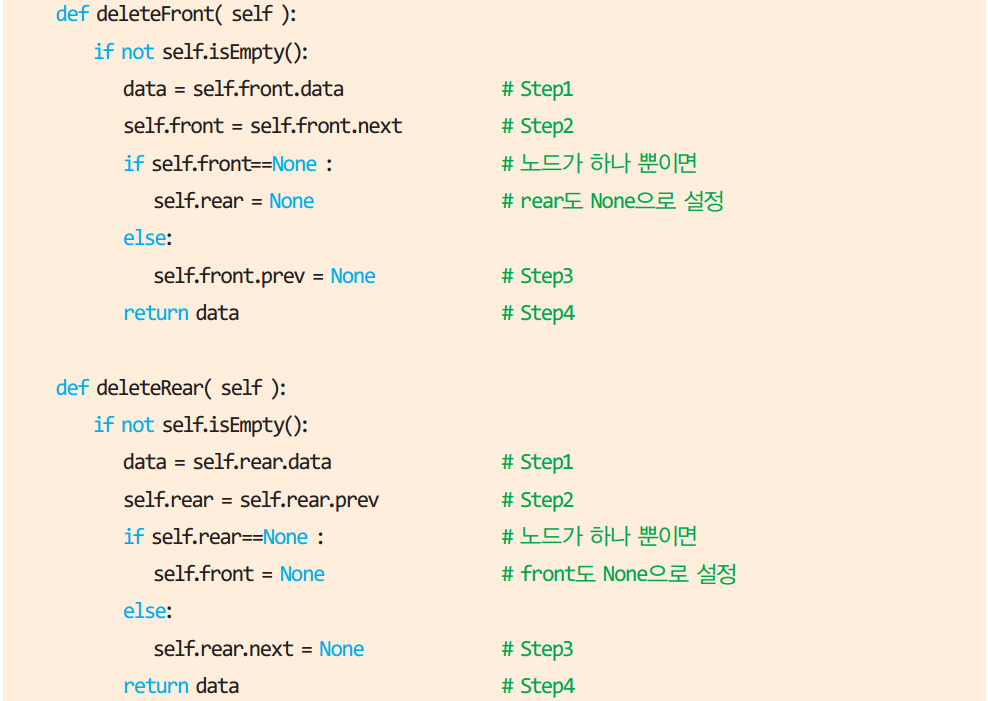 def deleteFront( self ):
if not self.isEmpty():
data = self.front.data # Step1
self.front = self.front.next # Step2
if self.front==None : # 노드가 하나 뿐이면
self.rear = None # rear도 None으로 설정
else:
self.front.prev = None # Step3
return data # Step4
def deleteRear( self ):
if not self.isEmpty():
data = self.rear.data # Step1
self.rear = self.rear.prev # Step2
if self.rear==None : # 노드가 하나 뿐이면
self.front = None # front도 None으로 설정
else:
self.rear.next = None # Step3
return data # Step4